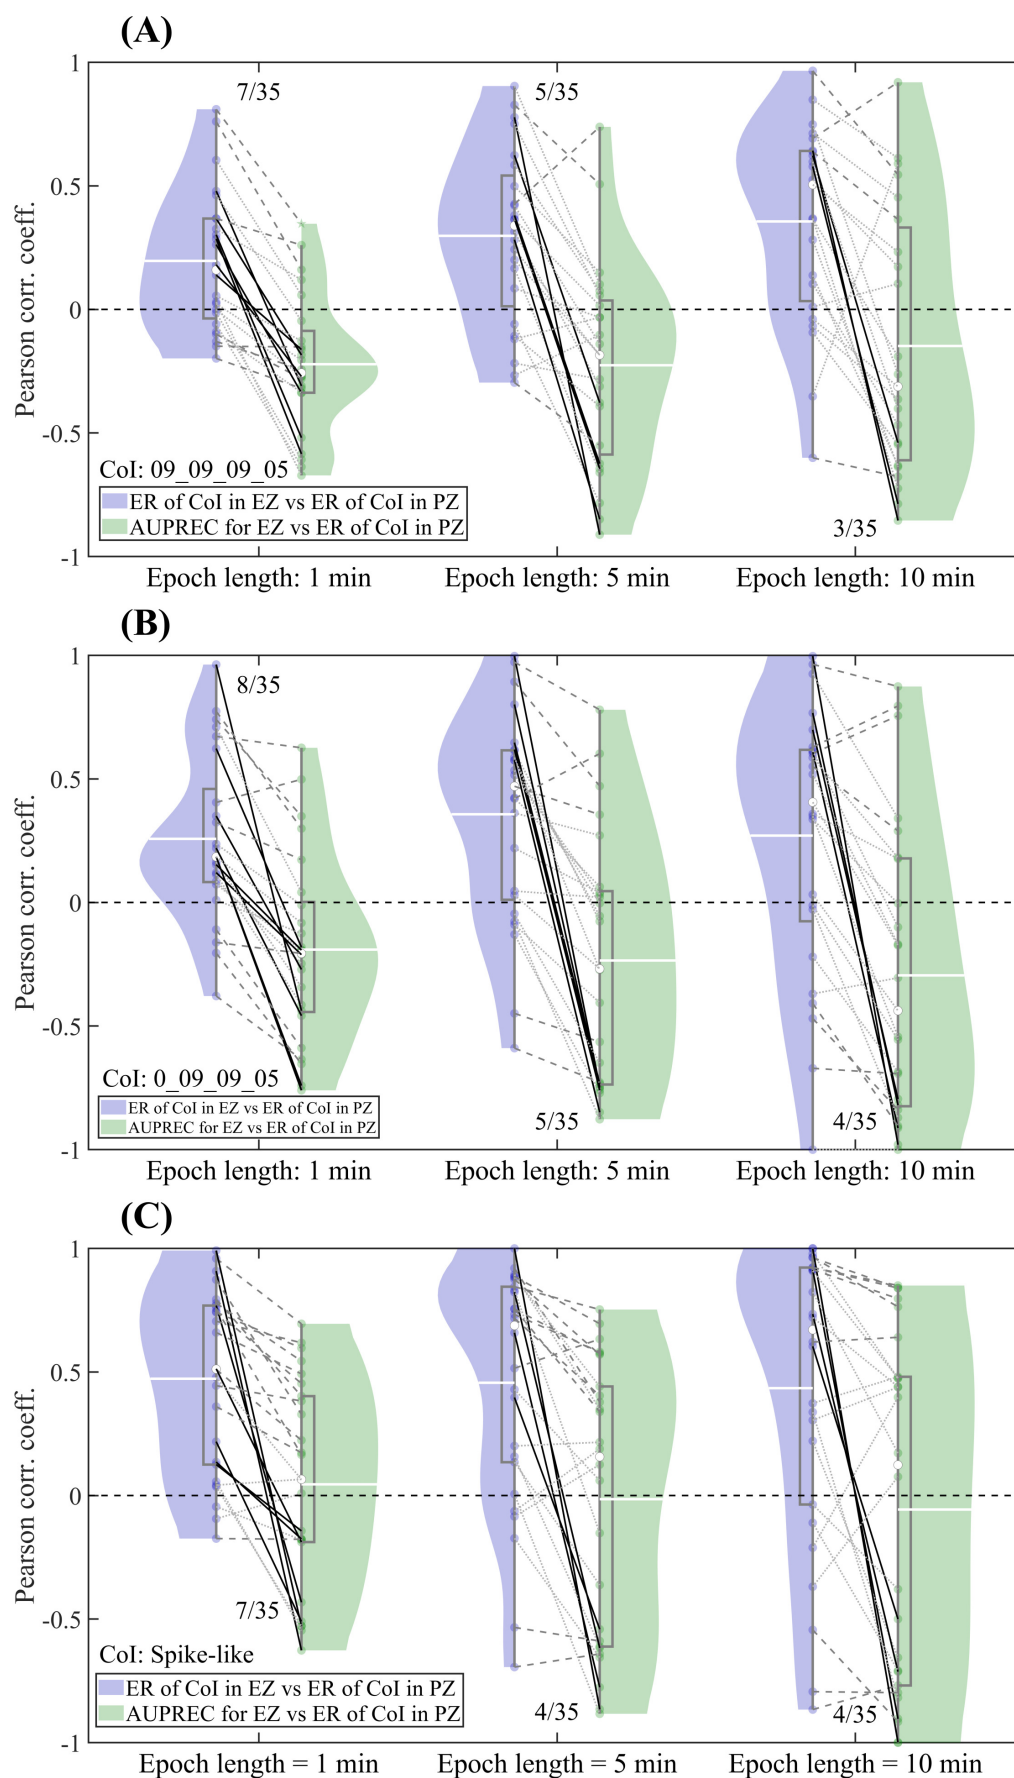 (A)
Pearson corr. coeff.
1
0.5
0
-0.5
-1
7/35
5/35
3/35
CoI: 09_09_09_05
ER of CoI in EZ vs ER of CoI in PZ
AUPREC for EZ vs ER of CoI in PZ
Epoch length: 1 min
Epoch length: 5 min
Epoch length: 10 min
(B)
Pearson corr. coeff.
1
0.5
0
-0.5
-1
8/35
5/35
4/35
CoI: 0_09_09_05
ER of CoI in EZ vs ER of CoI in PZ
AUPREC for EZ vs ER of CoI in PZ
Epoch length: 1 min
Epoch length: 5 min
Epoch length: 10 min
(C)
Pearson corr. coeff.
1
0.5
0
-0.5
-1
7/35
4/35
4/35
CoI: Spike-like
ER of CoI in EZ vs ER of CoI in PZ
AUPREC for EZ vs ER of CoI in PZ
Epoch length = 1 min
Epoch length = 5 min
Epoch length = 10 min